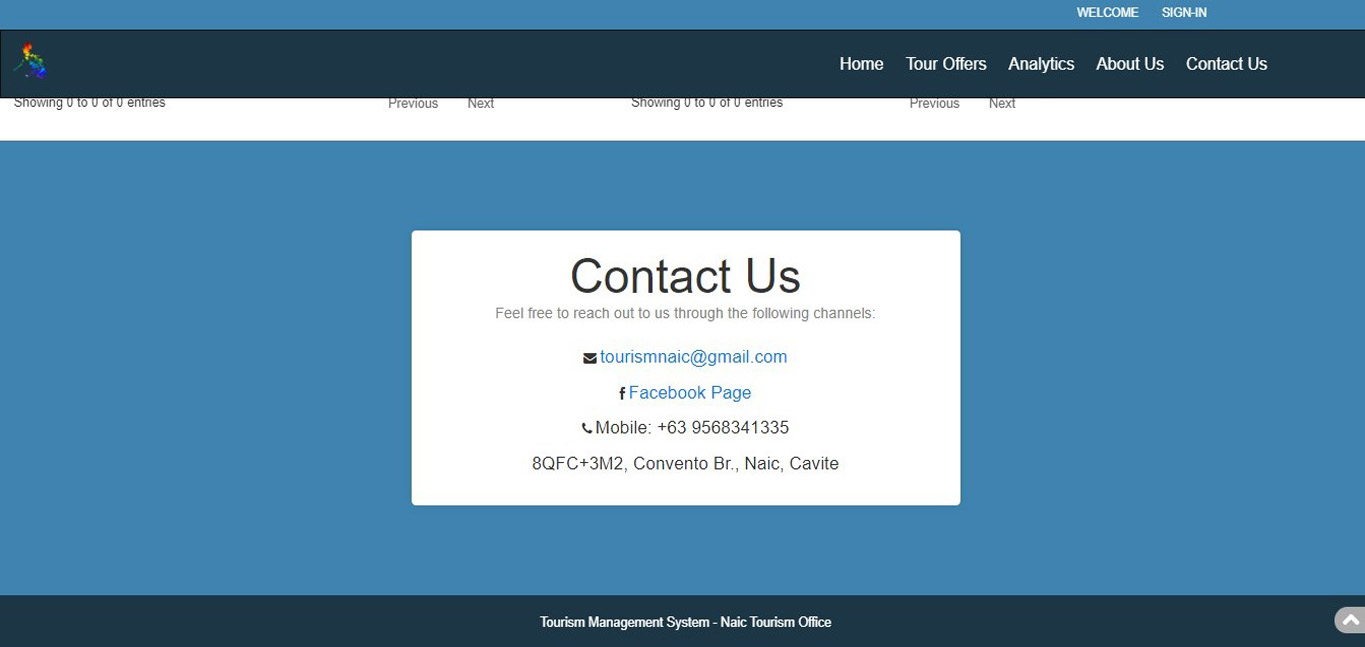 WELCOME SIGN-IN
Home Tour Offers Analytics About Us Contact Us
Showing 0 to 0 of 0 entries Previous Next Showing 0 to 0 of 0 entries Previous Next
Contact Us
Feel free to reach out to us through the following channels:
tourismnaic@gmail.com
Facebook Page
Mobile: +63 9568341335
8QFC+3M2, Convento Br., Naic, Cavite
Tourism Management System - Naic Tourism Office